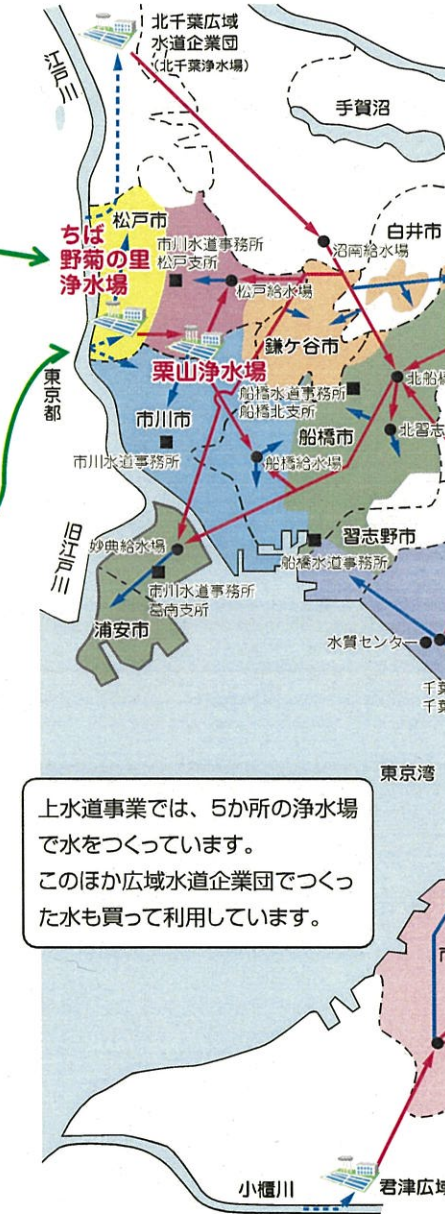 北千葉広域
水道企業団
(北千葉浄水場)
江戸川
手賀沼
松戸市
白井市
ちば
野菊の里
浄水場
市川水道事務所
松戸支所
沼南給水場
松戸給水場
鎌ケ谷市
栗山浄水場
東京都
船橋水道事務所
船橋北支所
北船橋
市川市
船橋市
北習志
市川水道事務所
船橋給水場
旧江戸川
妙典給水場
習志野市
船橋水道事務所
市川水道事務所
葛南支所
浦安市
水質センター
千葉
千葉
東京湾
上水道事業では、5か所の浄水場
で水をつくっています。
このほか広域水道企業団でつくっ
た水も買って利用しています。
市
小櫃川
君津広域